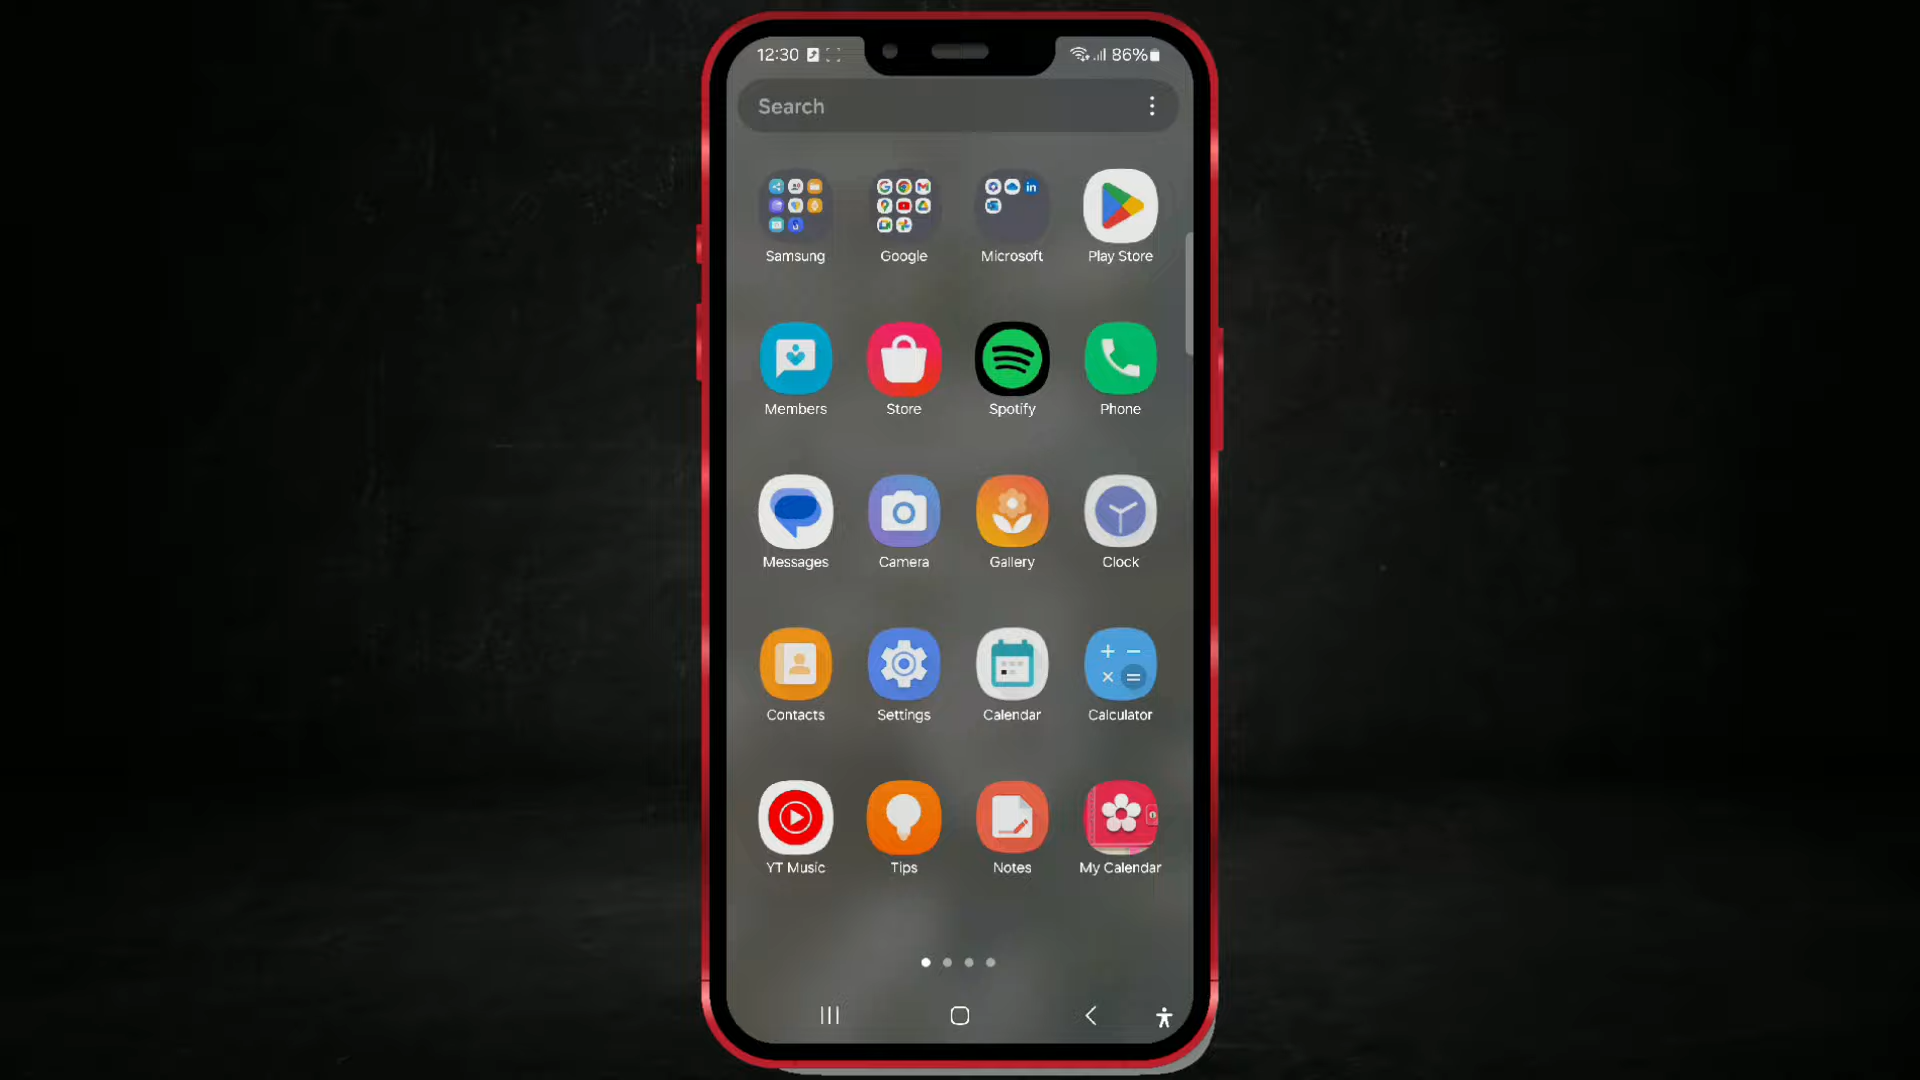 12:30
86%
Search
Samsung
Google
Microsoft
Play Store
Members
Store
Spotify
Phone
Messages
Camera
Gallery
Clock
Contacts
Settings
Calendar
Calculator
YT Music
Tips
Notes
My Calendar